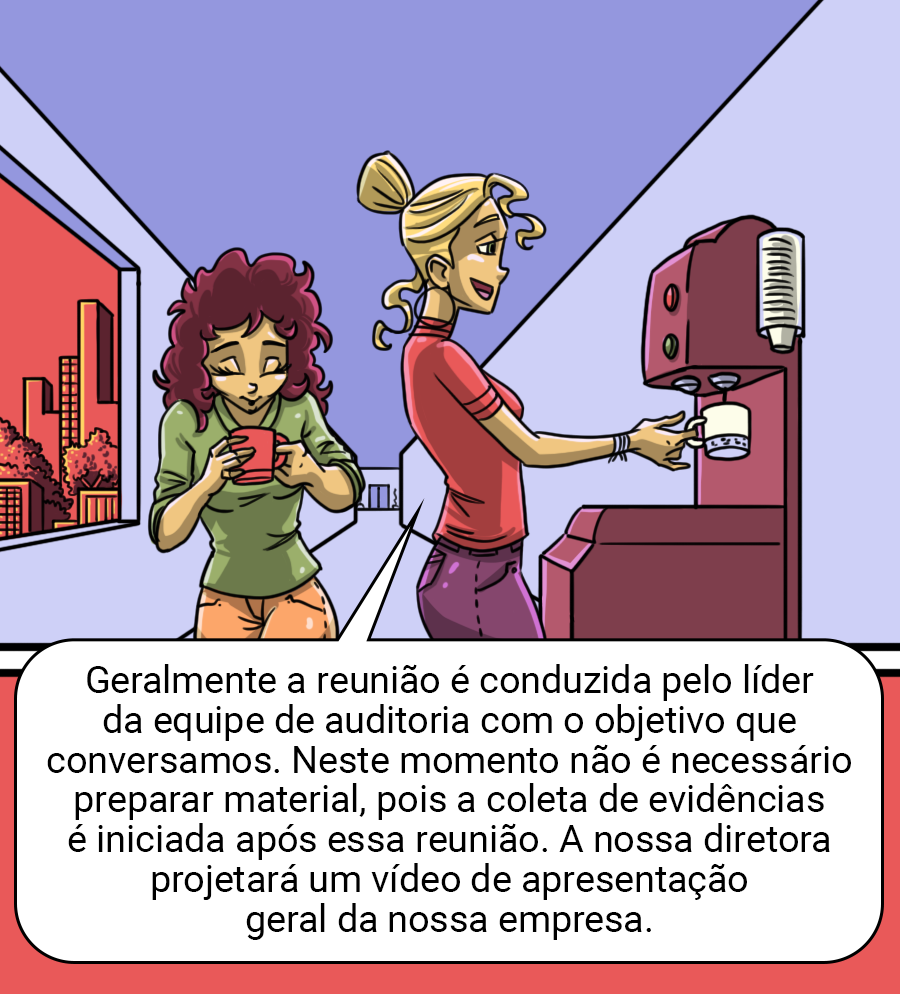 Geralmente a reunião é conduzida pelo líder
da equipe de auditoria com o objetivo que
conversamos. Neste momento não é necessário
preparar material, pois a coleta de evidências
é iniciada após essa reunião. A nossa diretora
projetará um vídeo de apresentação
geral da nossa empresa.